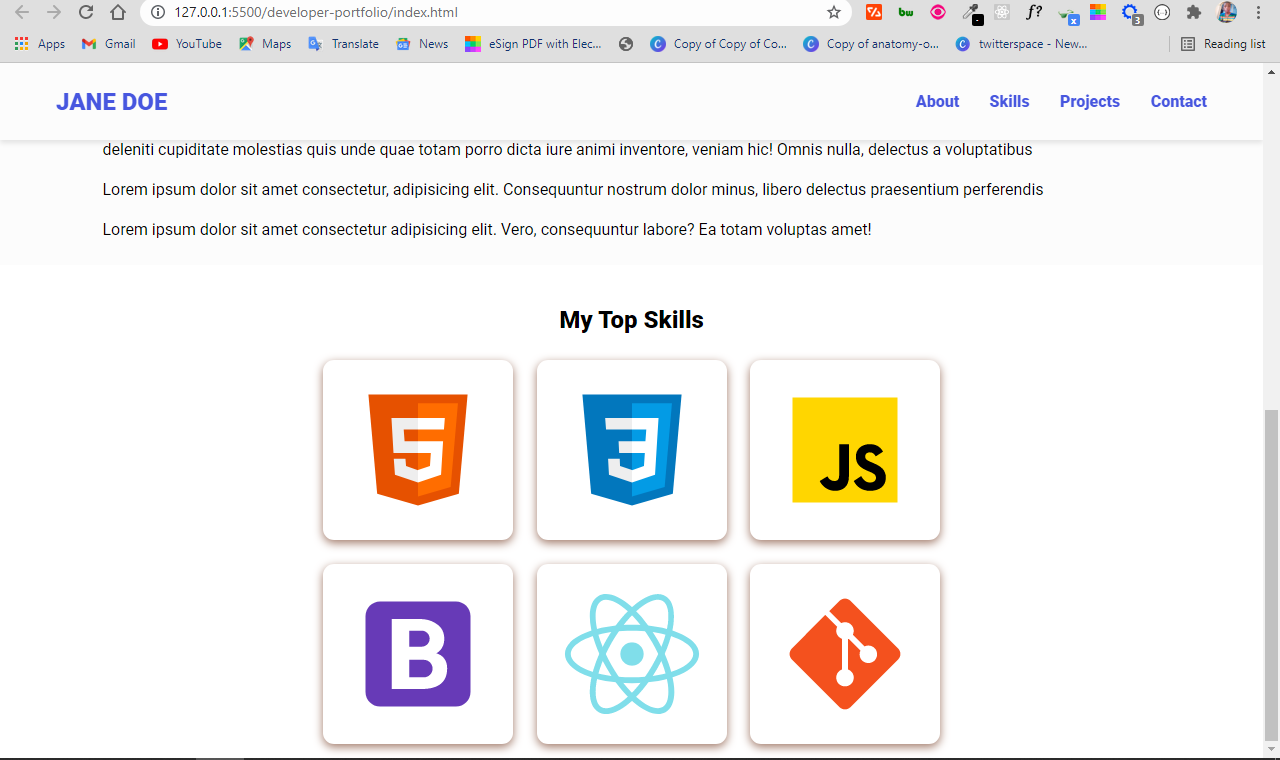 127.0.0.1:5500/developer-portfolio/index.html
bw
f?
x
3
Apps Gmail YouTube Maps Translate News eSign PDF with Elec... Copy of Copy of Co... Copy of anatomy-o... twitterspace - New... Reading list
JANE DOE About Skills Projects Contact
deleniti cupiditate molestias quis unde quae totam porro dicta iure animi inventore, veniam hic! Omnis nulla, delectus a voluptatibus
Lorem ipsum dolor sit amet consectetur, adipisicing elit. Consequuntur nostrum dolor minus, libero delectus praesentium perferendis
Lorem ipsum dolor sit amet consectetur adipisicing elit. Vero, consequuntur labore? Ea totam voluptas amet!
My Top Skills
5 3 JS
B